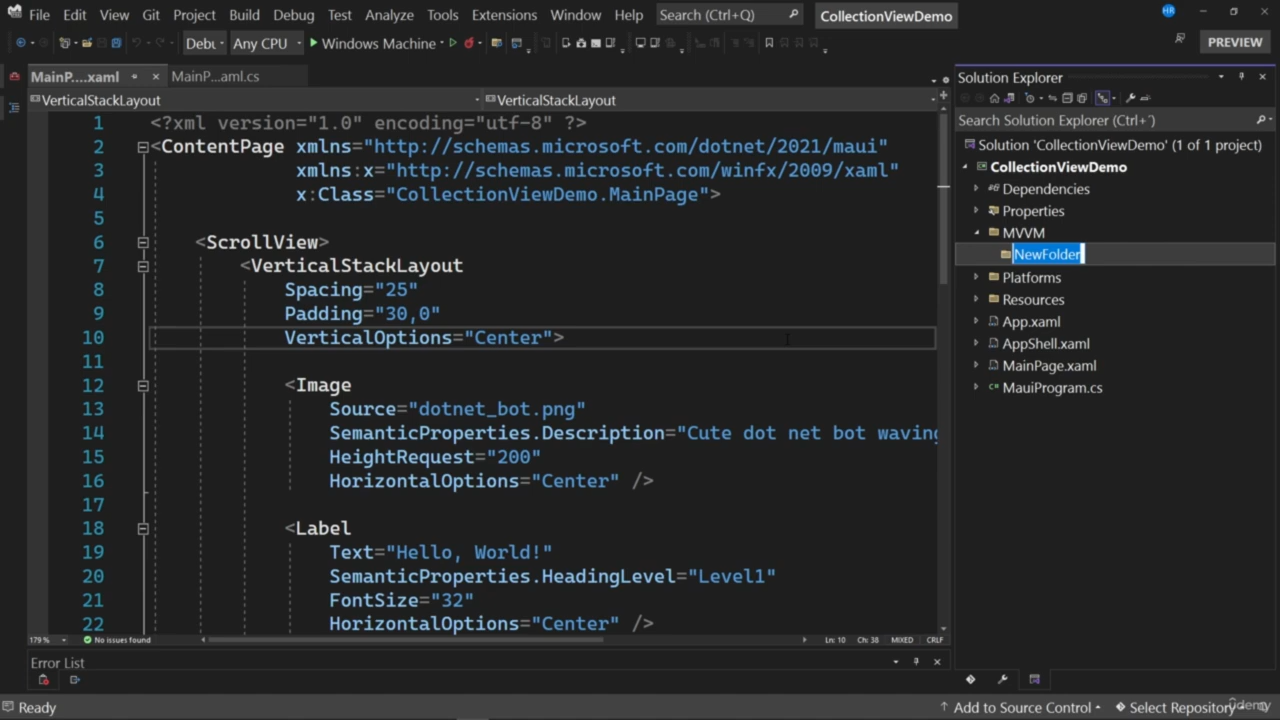 File Edit View Git Project Build Debug Test Analyze Tools Extensions Window Help Search (Ctrl+Q) CollectionViewDemo HR
Debu Any CPU Windows Machine PREVIEW
MainP....xaml MainP...aml.cs
VerticalStackLayout VerticalStackLayout
1 <?xml version="1.0" encoding="utf-8" ?>
2 <ContentPage xmlns="http://schemas.microsoft.com/dotnet/2021/maui"
3 xmlns:x="http://schemas.microsoft.com/winfx/2009/xaml"
4 x:Class="CollectionViewDemo.MainPage">
5
6 <ScrollView>
7 <VerticalStackLayout
8 Spacing="25"
9 Padding="30,0"
10 VerticalOptions="Center">
11
12 <Image
13 Source="dotnet_bot.png"
14 SemanticProperties.Description="Cute dot net bot waving
15 HeightRequest="200"
16 HorizontalOptions="Center" />
17
18 <Label
19 Text="Hello, World!"
20 SemanticProperties.HeadingLevel="Level1"
21 FontSize="32"
22 HorizontalOptions="Center" />
179 % No issues found Ln: 10 Ch: 38 MIXED CRLF
Error List
Solution Explorer
Search Solution Explorer (Ctrl+¨)
Solution 'CollectionViewDemo' (1 of 1 project)
CollectionViewDemo
Dependencies
Properties
MVVM
NewFolder
Platforms
Resources
App.xaml
AppShell.xaml
MainPage.xaml
MauiProgram.cs
Ready Add to Source Control Select Repository
Udemy